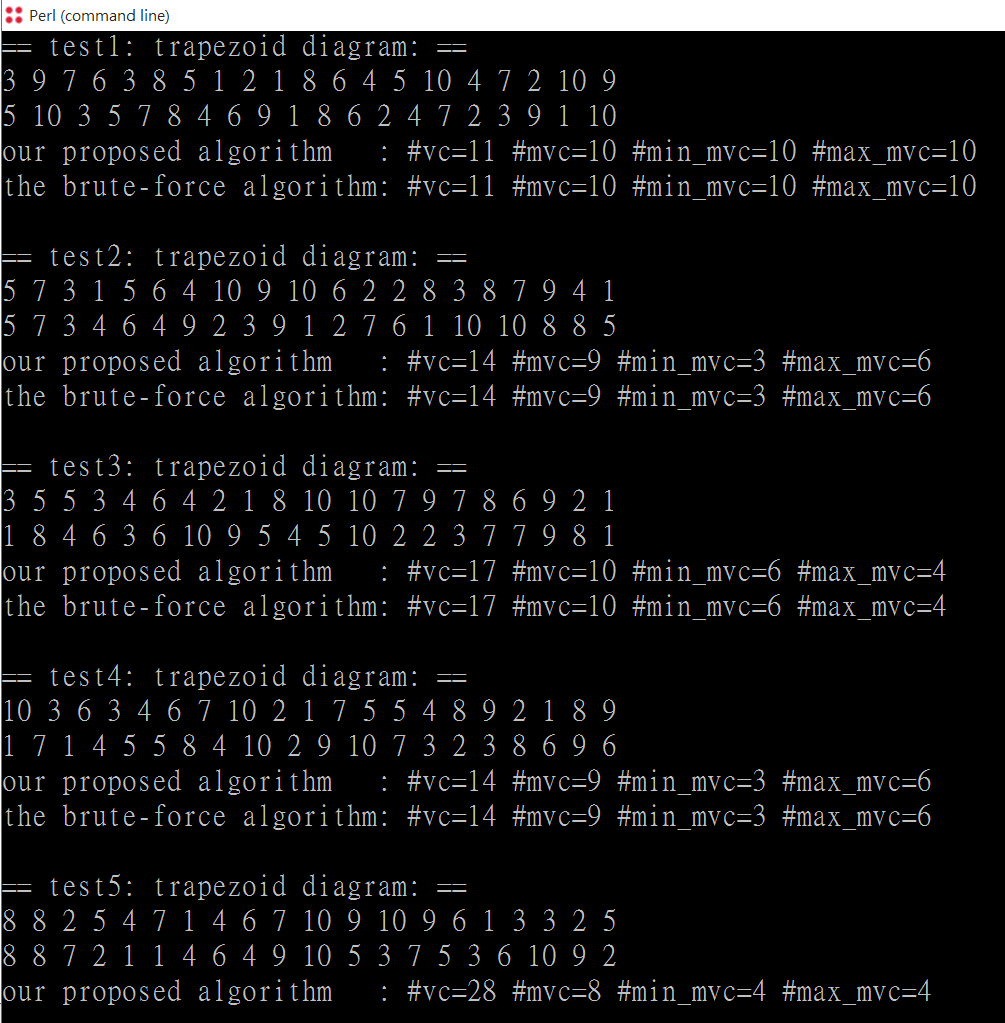 Perl (command line)
== test1: trapezoid diagram: ==
3 9 7 6 3 8 5 1 2 1 8 6 4 5 10 4 7 2 10 9
5 10 3 5 7 8 4 6 9 1 8 6 2 4 7 2 3 9 1 10
our proposed algorithm   : #vc=11 #mvc=10 #min_mvc=10 #max_mvc=10
the brute-force algorithm: #vc=11 #mvc=10 #min_mvc=10 #max_mvc=10
== test2: trapezoid diagram: ==
5 7 3 1 5 6 4 10 9 10 6 2 2 8 3 8 7 9 4 1
5 7 3 4 6 4 9 2 3 9 1 2 7 6 1 10 10 8 8 5
our proposed algorithm   : #vc=14 #mvc=9 #min_mvc=3 #max_mvc=6
the brute-force algorithm: #vc=14 #mvc=9 #min_mvc=3 #max_mvc=6
== test3: trapezoid diagram: ==
3 5 5 3 4 6 4 2 1 8 10 10 7 9 7 8 6 9 2 1
1 8 4 6 3 6 10 9 5 4 5 10 2 2 3 7 7 9 8 1
our proposed algorithm   : #vc=17 #mvc=10 #min_mvc=6 #max_mvc=4
the brute-force algorithm: #vc=17 #mvc=10 #min_mvc=6 #max_mvc=4
== test4: trapezoid diagram: ==
10 3 6 3 4 6 7 10 2 1 7 5 5 4 8 9 2 1 8 9
1 7 1 4 5 5 8 4 10 2 9 10 7 3 2 3 8 6 9 6
our proposed algorithm   : #vc=14 #mvc=9 #min_mvc=3 #max_mvc=6
the brute-force algorithm: #vc=14 #mvc=9 #min_mvc=3 #max_mvc=6
== test5: trapezoid diagram: ==
8 8 2 5 4 7 1 4 6 7 10 9 10 9 6 1 3 3 2 5
8 8 7 2 1 1 4 6 4 9 10 5 3 7 5 3 6 10 9 2
our proposed algorithm   : #vc=28 #mvc=8 #min_mvc=4 #max_mvc=4